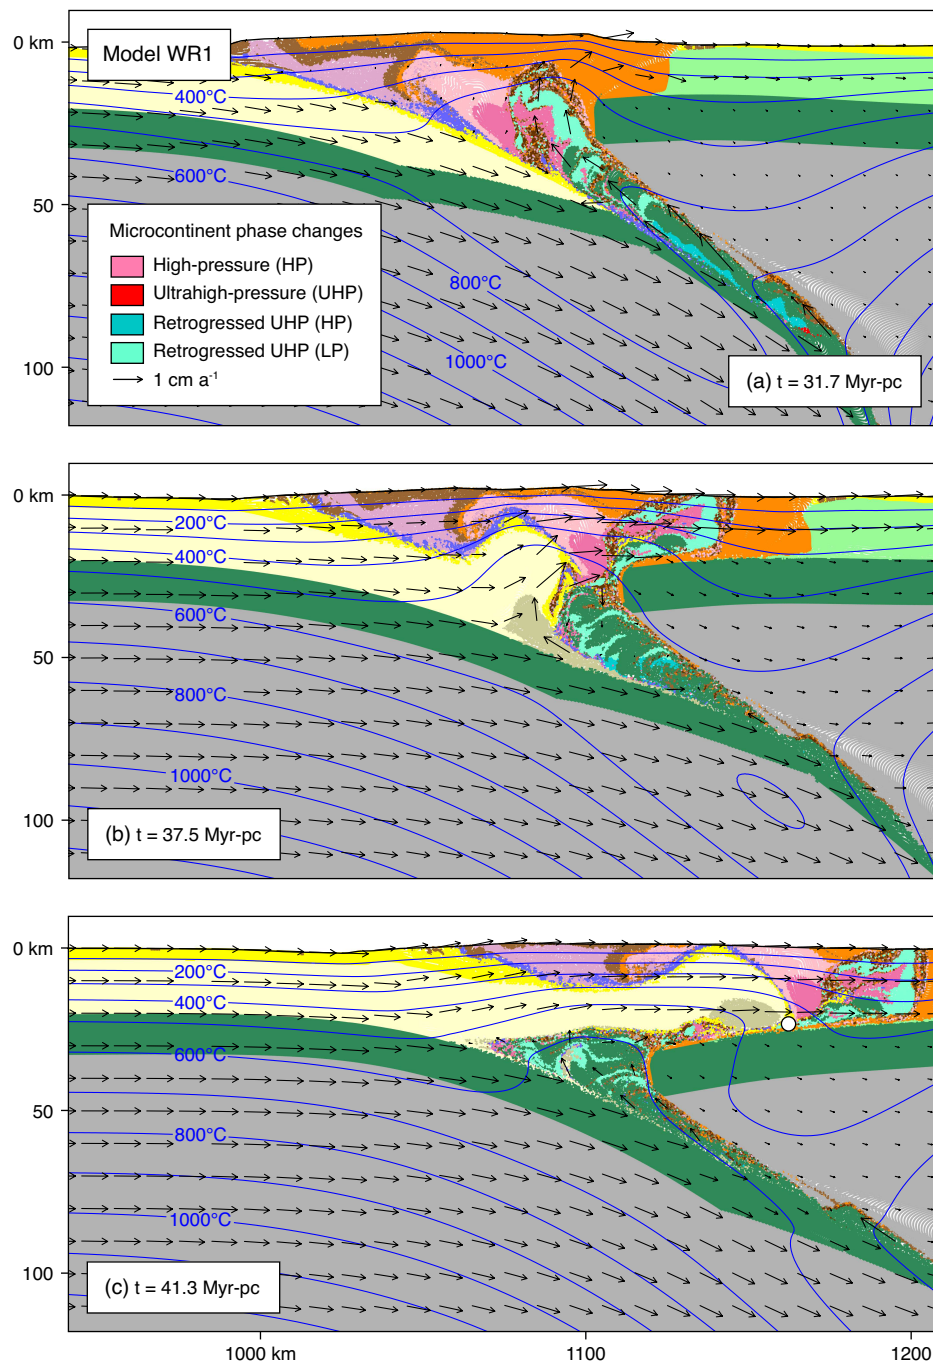 0 km
Model WR1
400°C
600°C
50
Microcontinent phase changes
High-pressure (HP)
Ultrahigh-pressure (UHP)
Retrogressed UHP (HP)
Retrogressed UHP (LP)
1 cm a⁻¹
800°C
1000°C
100
(a) t = 31.7 Myr-pc
0 km
200°C
400°C
600°C
50
800°C
1000°C
100
(b) t = 37.5 Myr-pc
0 km
200°C
400°C
600°C
50
800°C
1000°C
100
(c) t = 41.3 Myr-pc
1000 km
1100
1200